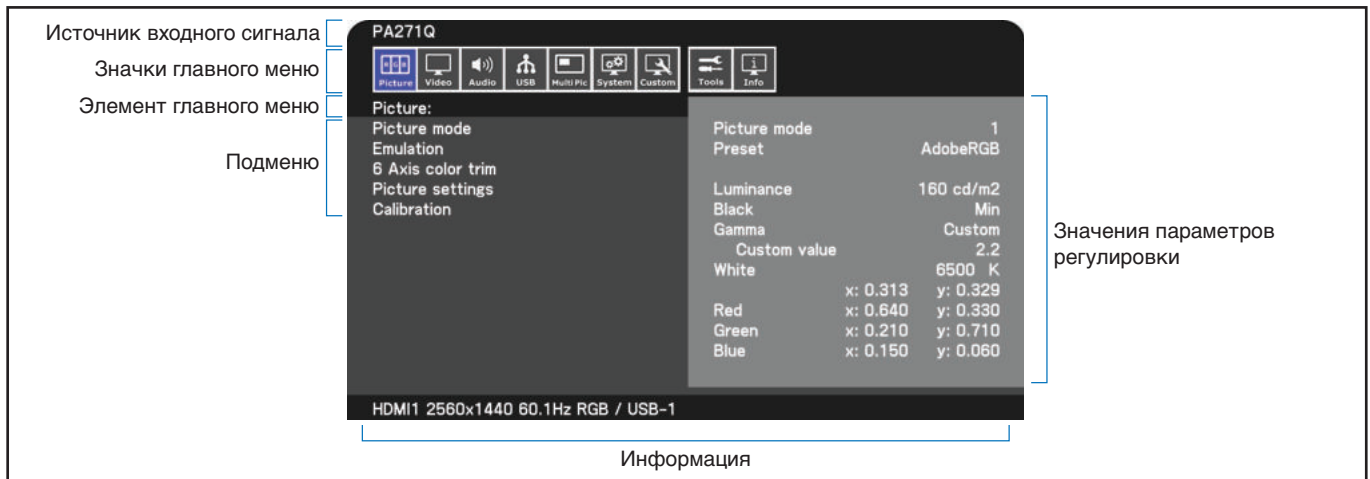 Источник входного сигнала
PA271Q
Значки главного меню
RGB
Picture Video Audio USB Multi Pic System Custom Tools Info
Элемент главного меню
Picture:
Подменю
Picture mode
Emulation
6 Axis color trim
Picture settings
Calibration
Picture mode 1
Preset AdobeRGB
Luminance 160 cd/m2
Black Min
Gamma Custom
Custom value 2.2
White 6500 K
x: 0.313 y: 0.329
Red x: 0.640 y: 0.330
Green x: 0.210 y: 0.710
Blue x: 0.150 y: 0.060
Значения параметров
регулировки
HDMI1 2560x1440 60.1Hz RGB / USB-1
Информация